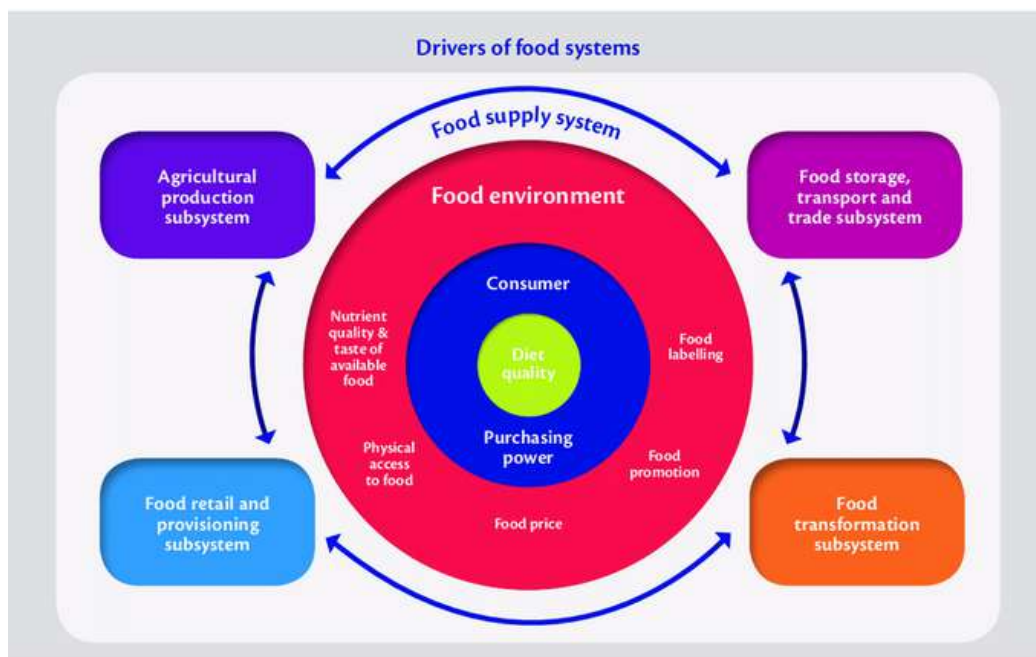 Drivers of food systems
Food supply system
Agricultural
production
subsystem
Food storage,
transport and
trade subsystem
Food environment
Consumer
Nutrient
quality &
taste of
available
food
Diet
quality
Food
labelling
Purchasing
power
Physical
access
to food
Food
promotion
Food price
Food retail and
provisioning
subsystem
Food
transformation
subsystem